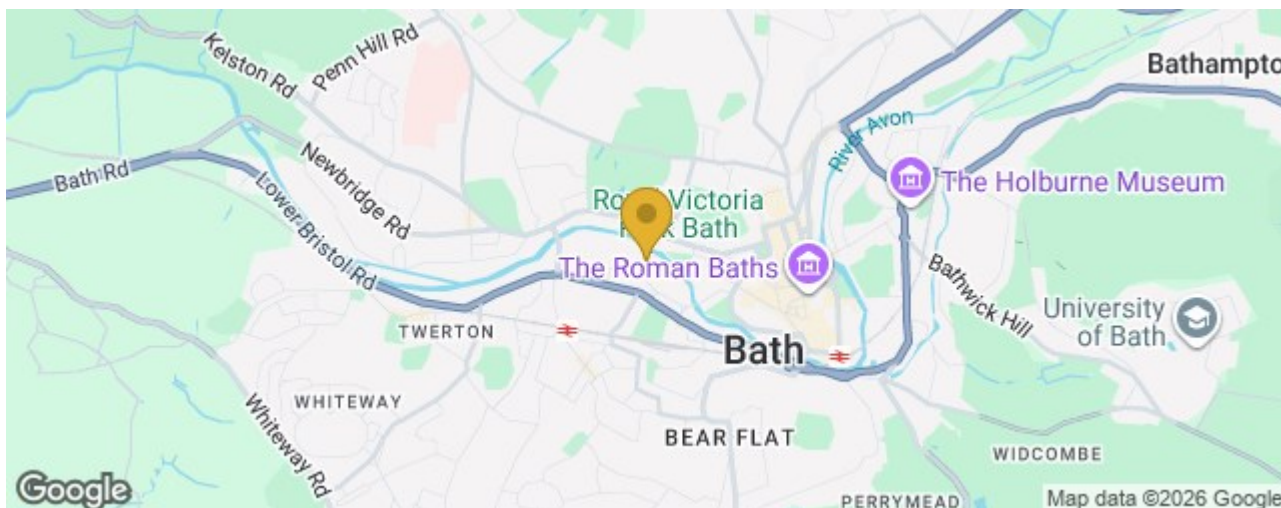 Kelston Rd
Penn Hill Rd
Bathampto
River Avon
Newbridge Rd
Bath Rd
Lower Bristol Rd
The Holburne Museum
Victoria
Bath
The Roman Baths
Bathwick Hill
University
of Bath
TWERTON
Bath
WHITEWAY
Whiteway Rd
BEAR FLAT
WIDCOMBE
PERRYMEAD
Google
Map data ©2026 Google